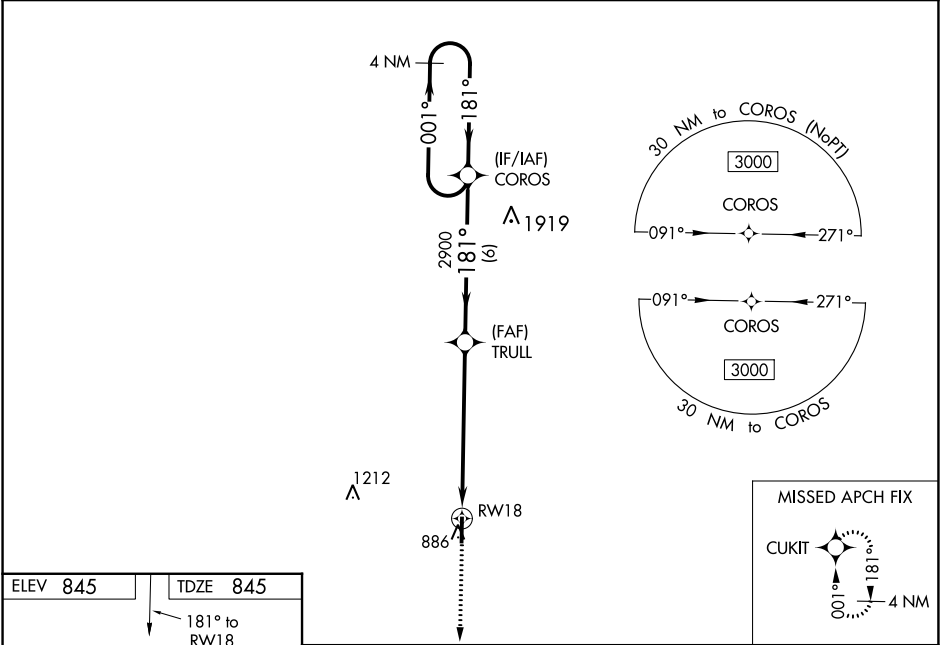 4 NM
001°
181°
(IF/IAF)
COROS
1919
2900
181°
(6)
(FAF)
TRULL
1212
RW18
886
30 NM to COROS (NoPT)
3000
COROS
091°
271°
091°
271°
COROS
3000
30 NM to COROS
MISSED APCH FIX
CUKIT
181°
001°
4 NM
ELEV 845
TDZE 845
181° to
RW18